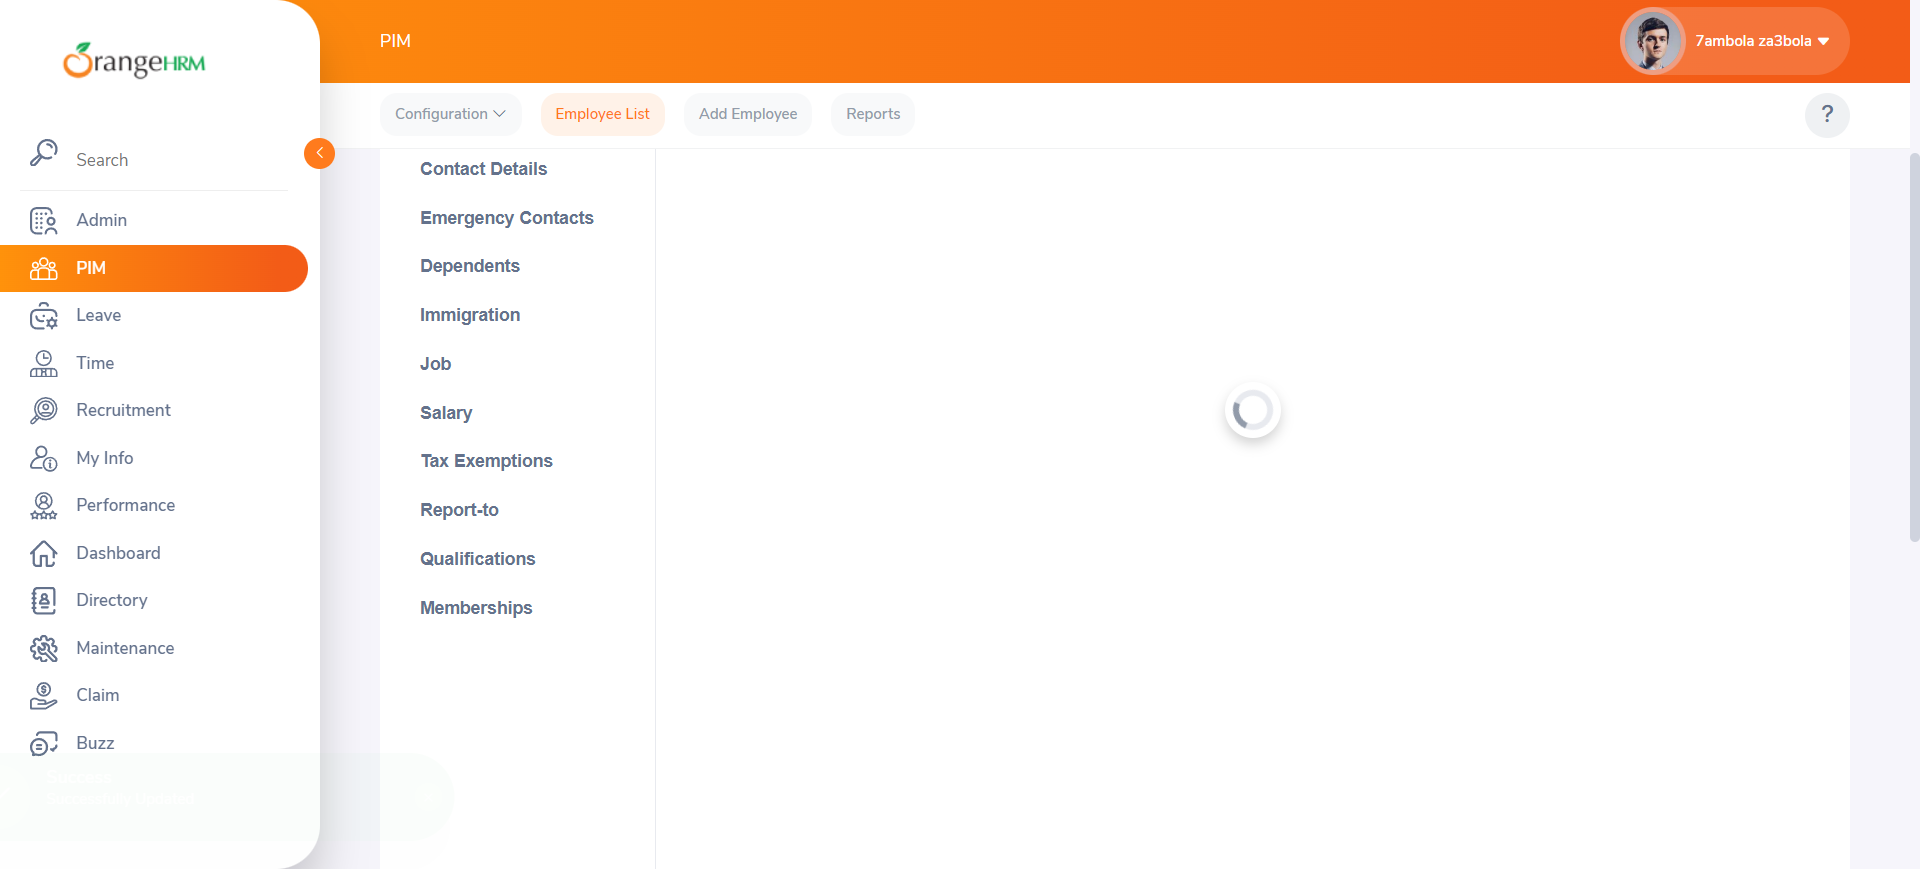 OrangeHRM
PIM
7ambola za3bola
Configuration
Employee List
Add Employee
Reports
?
Search
Admin
PIM
Leave
Time
Recruitment
My Info
Performance
Dashboard
Directory
Maintenance
Claim
Buzz
Contact Details
Emergency Contacts
Dependents
Immigration
Job
Salary
Tax Exemptions
Report-to
Qualifications
Memberships